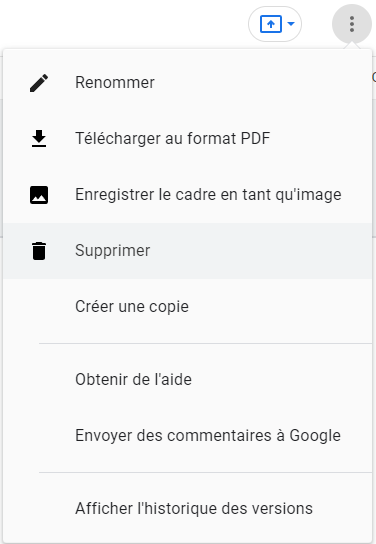 Renommer
Télécharger au format PDF
Enregistrer le cadre en tant qu'image
Supprimer
Créer une copie
Obtenir de l'aide
Envoyer des commentaires à Google
Afficher l'historique des versions